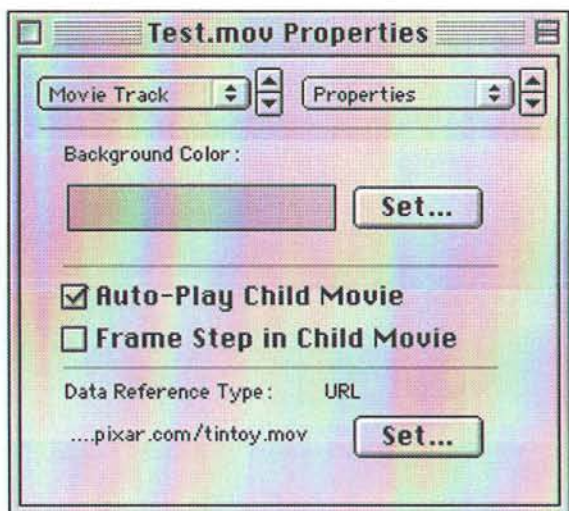 Test.mov Properties
Movie Track Properties
Background Color:
Set...
Auto-Play Child Movie
Frame Step in Child Movie
Data Reference Type: URL
....pixar.com/tintoy.mov Set...